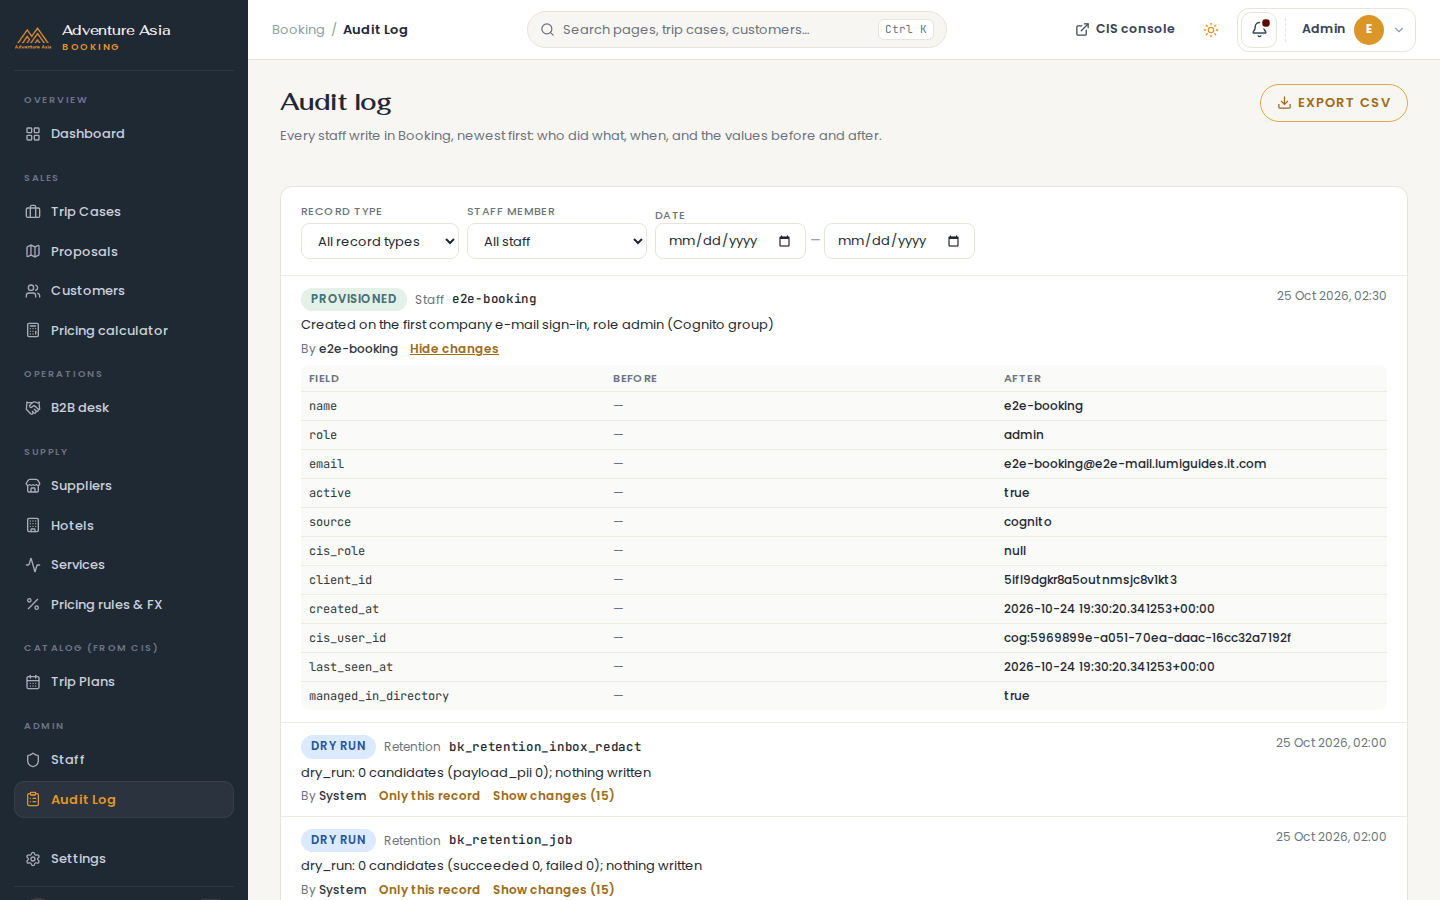 Adventure Asia
BOOKING
OVERVIEW
Dashboard
SALES
Trip Cases
Proposals
Customers
Pricing calculator
OPERATIONS
B2B desk
SUPPLY
Suppliers
Hotels
Services
Pricing rules & FX
CATALOG (FROM CIS)
Trip Plans
ADMIN
Staff
Audit Log
Settings
Booking / Audit Log
Search pages, trip cases, customers... Ctrl K
CIS console
Admin E
Audit log
EXPORT CSV
Every staff write in Booking, newest first: who did what, when, and the values before and after.
RECORD TYPE STAFF MEMBER DATE
All record types All staff mm/dd/yyyy – mm/dd/yyyy
PROVISIONED Staff e2e-booking 25 Oct 2026, 02:30
Created on the first company e-mail sign-in, role admin (Cognito group)
By e2e-booking Hide changes
FIELD BEFORE AFTER
name — e2e-booking
role — admin
email — e2e-booking@e2e-mail.lumiguides.it.com
active — true
source — cognito
cis_role — null
client_id — 5ifl9dgkr8a5outnmsjc8v1kt3
created_at — 2026-10-24 19:30:20.341253+00:00
cis_user_id — cog:5969899e-a051-70ea-daac-16cc32a7192f
last_seen_at — 2026-10-24 19:30:20.341253+00:00
managed_in_directory — true
DRY RUN Retention bk_retention_inbox_redact 25 Oct 2026, 02:00
dry_run: 0 candidates (payload_pii 0); nothing written
By System Only this record Show changes (15)
DRY RUN Retention bk_retention_job 25 Oct 2026, 02:00
dry_run: 0 candidates (succeeded 0, failed 0); nothing written
By System Only this record Show changes (15)